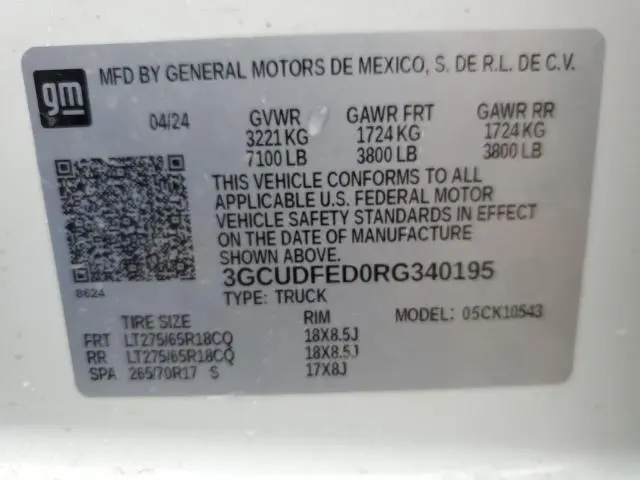 gm
MFD BY GENERAL MOTORS DE MEXICO, S. DE R.L. DE C.V.
04/24 GVWR GAWR FRT GAWR RR
3221 KG 1724 KG 1724 KG
7100 LB 3800 LB 3800 LB
THIS VEHICLE CONFORMS TO ALL
APPLICABLE U.S. FEDERAL MOTOR
VEHICLE SAFETY STANDARDS IN EFFECT
ON THE DATE OF MANUFACTURE
SHOWN ABOVE.
3GCUDFED0RG340195
8624
TYPE: TRUCK
MODEL: 05CK10543
TIRE SIZE RIM
FRT LT275/65R18CQ 18X8.5J
RR LT275/65R18CQ 18X8.5J
SPA 265/70R17 S 17X8J